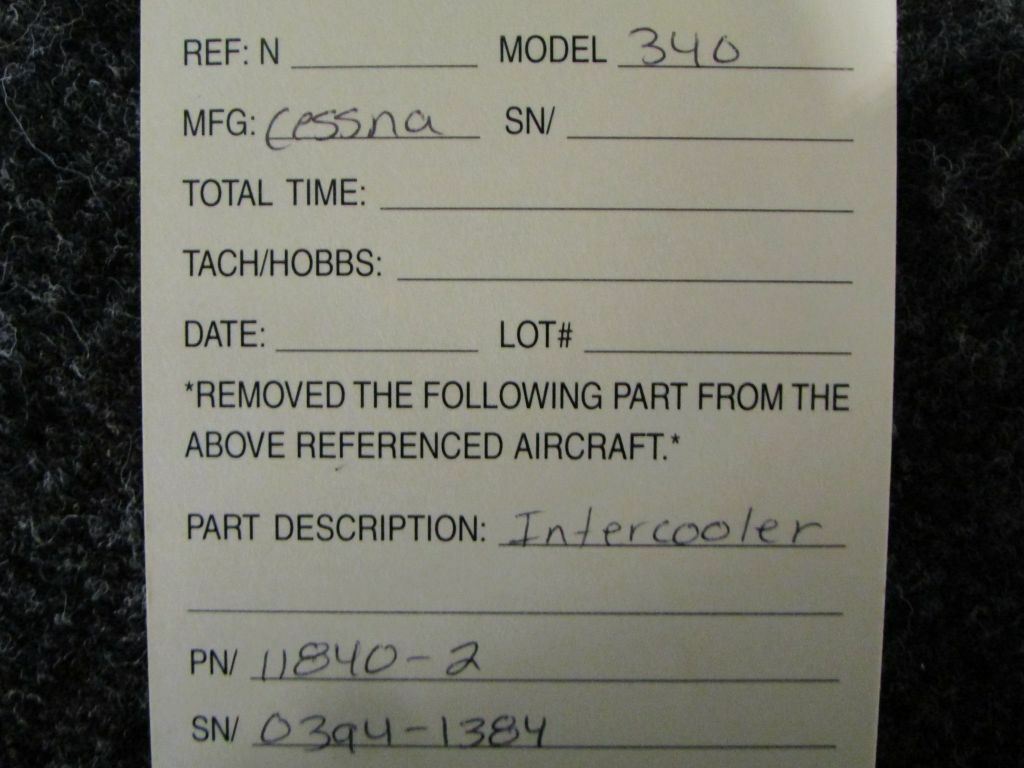 REF: N MODEL 340
MFG: Cessna SN/
TOTAL TIME:
TACH/HOBBS:
DATE: LOT#
*REMOVED THE FOLLOWING PART FROM THE
ABOVE REFERENCED AIRCRAFT.*
PART DESCRIPTION: Intercooler
PN/ 11840-2
SN/ 0394-1384